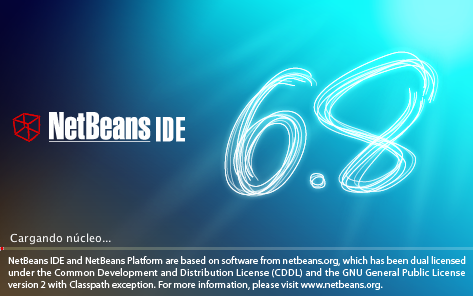 NetBeans IDE
6.8
Cargando núcleo...
NetBeans IDE and NetBeans Platform are based on software from netbeans.org, which has been dual licensed
under the Common Development and Distribution License (CDDL) and the GNU General Public License
version 2 with Classpath exception. For more information, please visit www.netbeans.org.